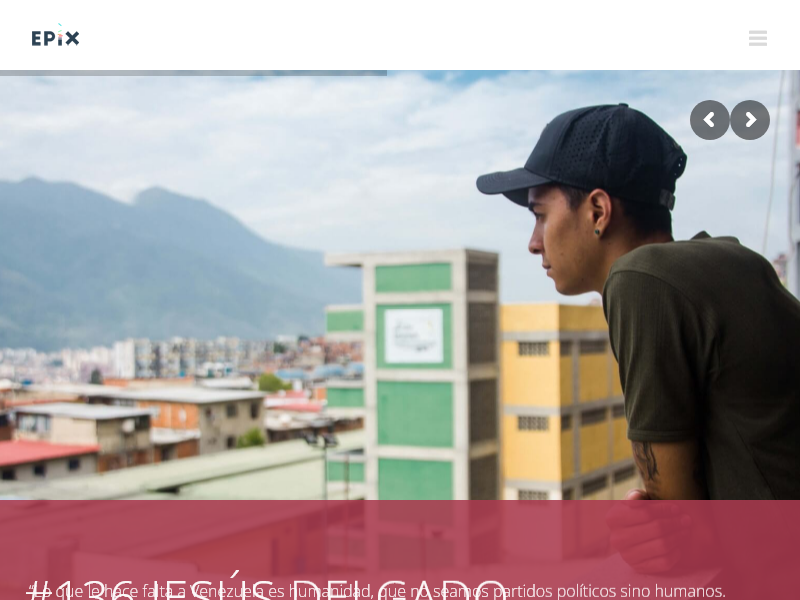 EPIX
#136 JESÚS DELGADO
"Lo que le hace falta a Venezuela es humanidad, que no seamos partidos políticos sino humanos.